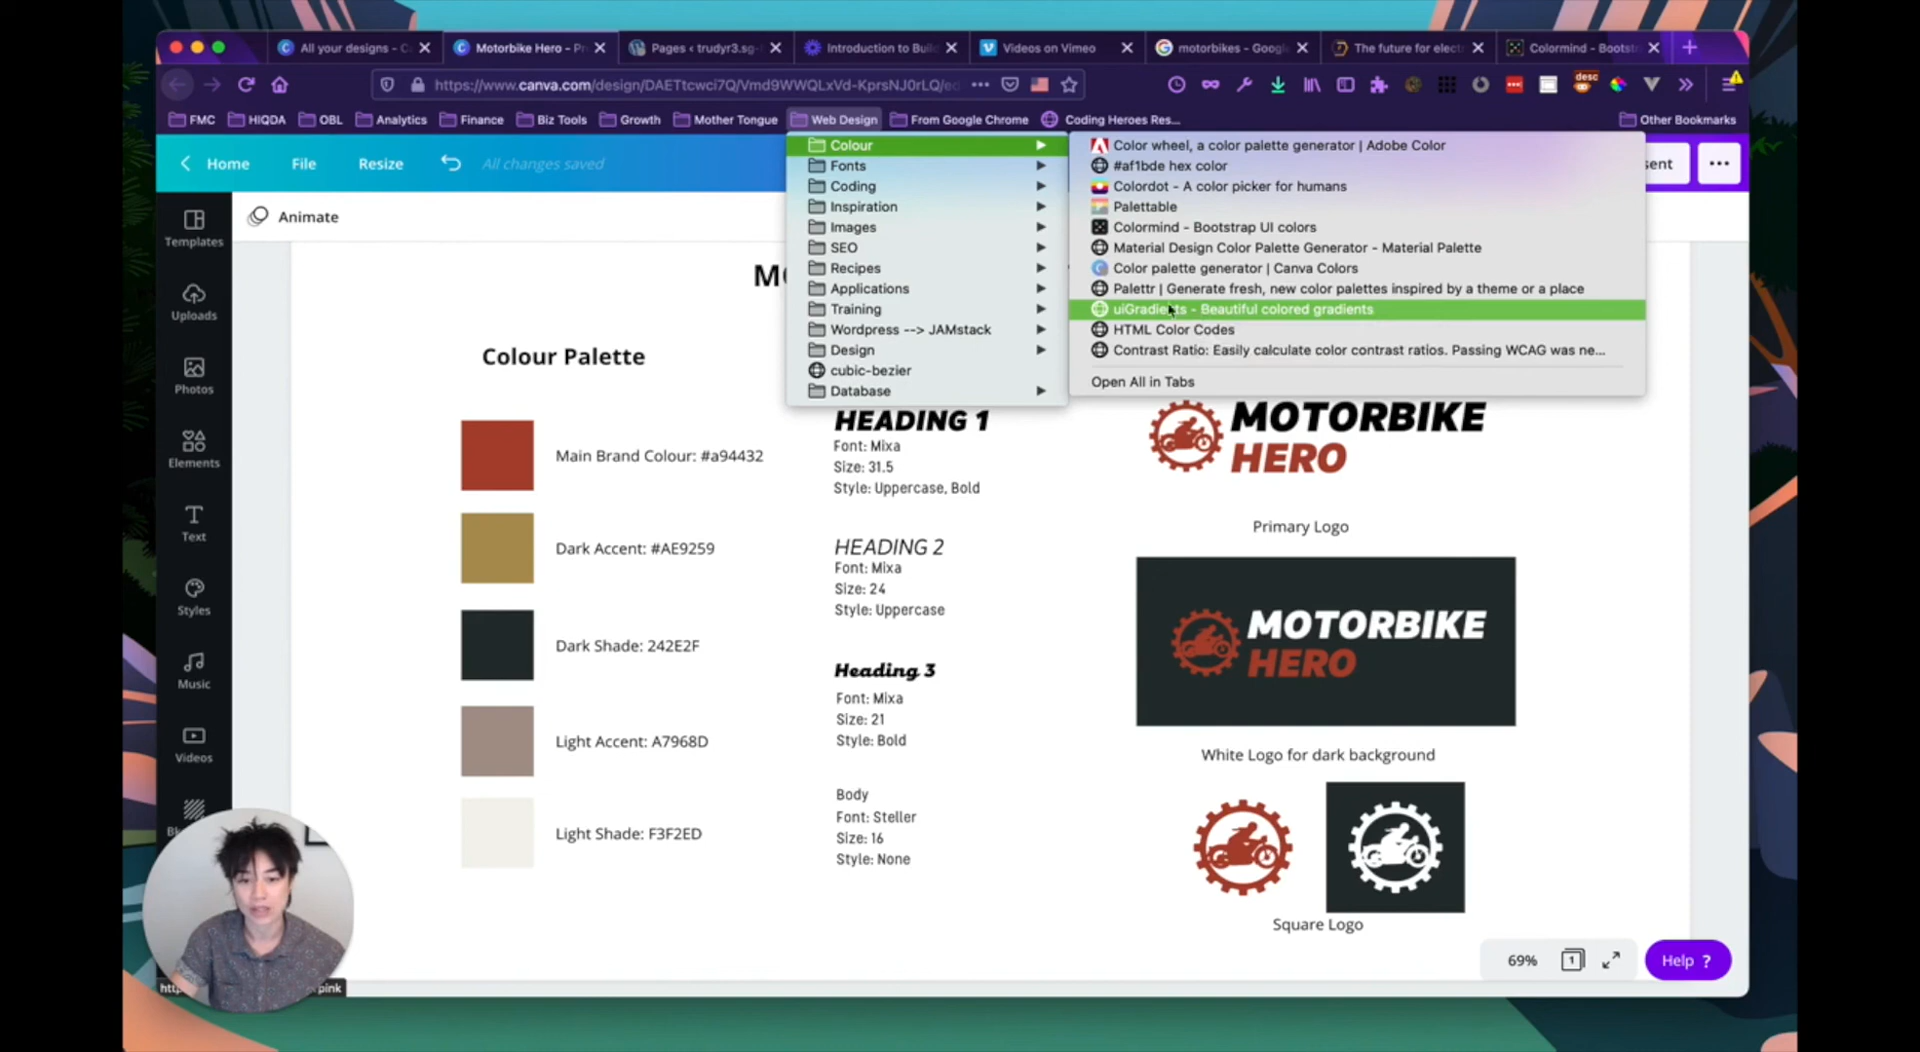 All your designs - C
Motorbike Hero - Pr
Pages ‹ trudyr3.sg-
Introduction to Buil
Videos on Vimeo
motorbikes - Google
The future for elect
Colormind - Bootst
https://www.canva.com/design/DAETtcwci7Q/Vmd9WWQLxVd-KprsNJ0rLQ/ed
desc
FMC
HIQDA
OBL
Analytics
Finance
Biz Tools
Growth
Mother Tongue
Web Design
From Google Chrome
Coding Heroes Res...
Other Bookmarks
Home
File
Resize
All changes saved
sent
Animate
Templates
Uploads
Photos
Elements
Text
Styles
Music
Videos
Colour
Fonts
Coding
Inspiration
Images
SEO
Recipes
Applications
Training
Wordpress --> JAMstack
Design
cubic-bezier
Database
Color wheel, a color palette generator | Adobe Color
#af1bde hex color
Colordot - A color picker for humans
Palettable
Colormind - Bootstrap UI colors
Material Design Color Palette Generator - Material Palette
Color palette generator | Canva Colors
Palettr | Generate fresh, new color palettes inspired by a theme or a place
uiGradients - Beautiful colored gradients
HTML Color Codes
Contrast Ratio: Easily calculate color contrast ratios. Passing WCAG was ne...
Open All in Tabs
Colour Palette
Main Brand Colour: #a94432
Dark Accent: #AE9259
Dark Shade: 242E2F
Light Accent: A7968D
Light Shade: F3F2ED
HEADING 1
Font: Mixa
Size: 31.5
Style: Uppercase, Bold
HEADING 2
Font: Mixa
Size: 24
Style: Uppercase
Heading 3
Font: Mixa
Size: 21
Style: Bold
Body
Font: Steller
Size: 16
Style: None
MOTORBIKE
HERO
Primary Logo
MOTORBIKE
HERO
White Logo for dark background
Square Logo
69%
1
Help ?
pink